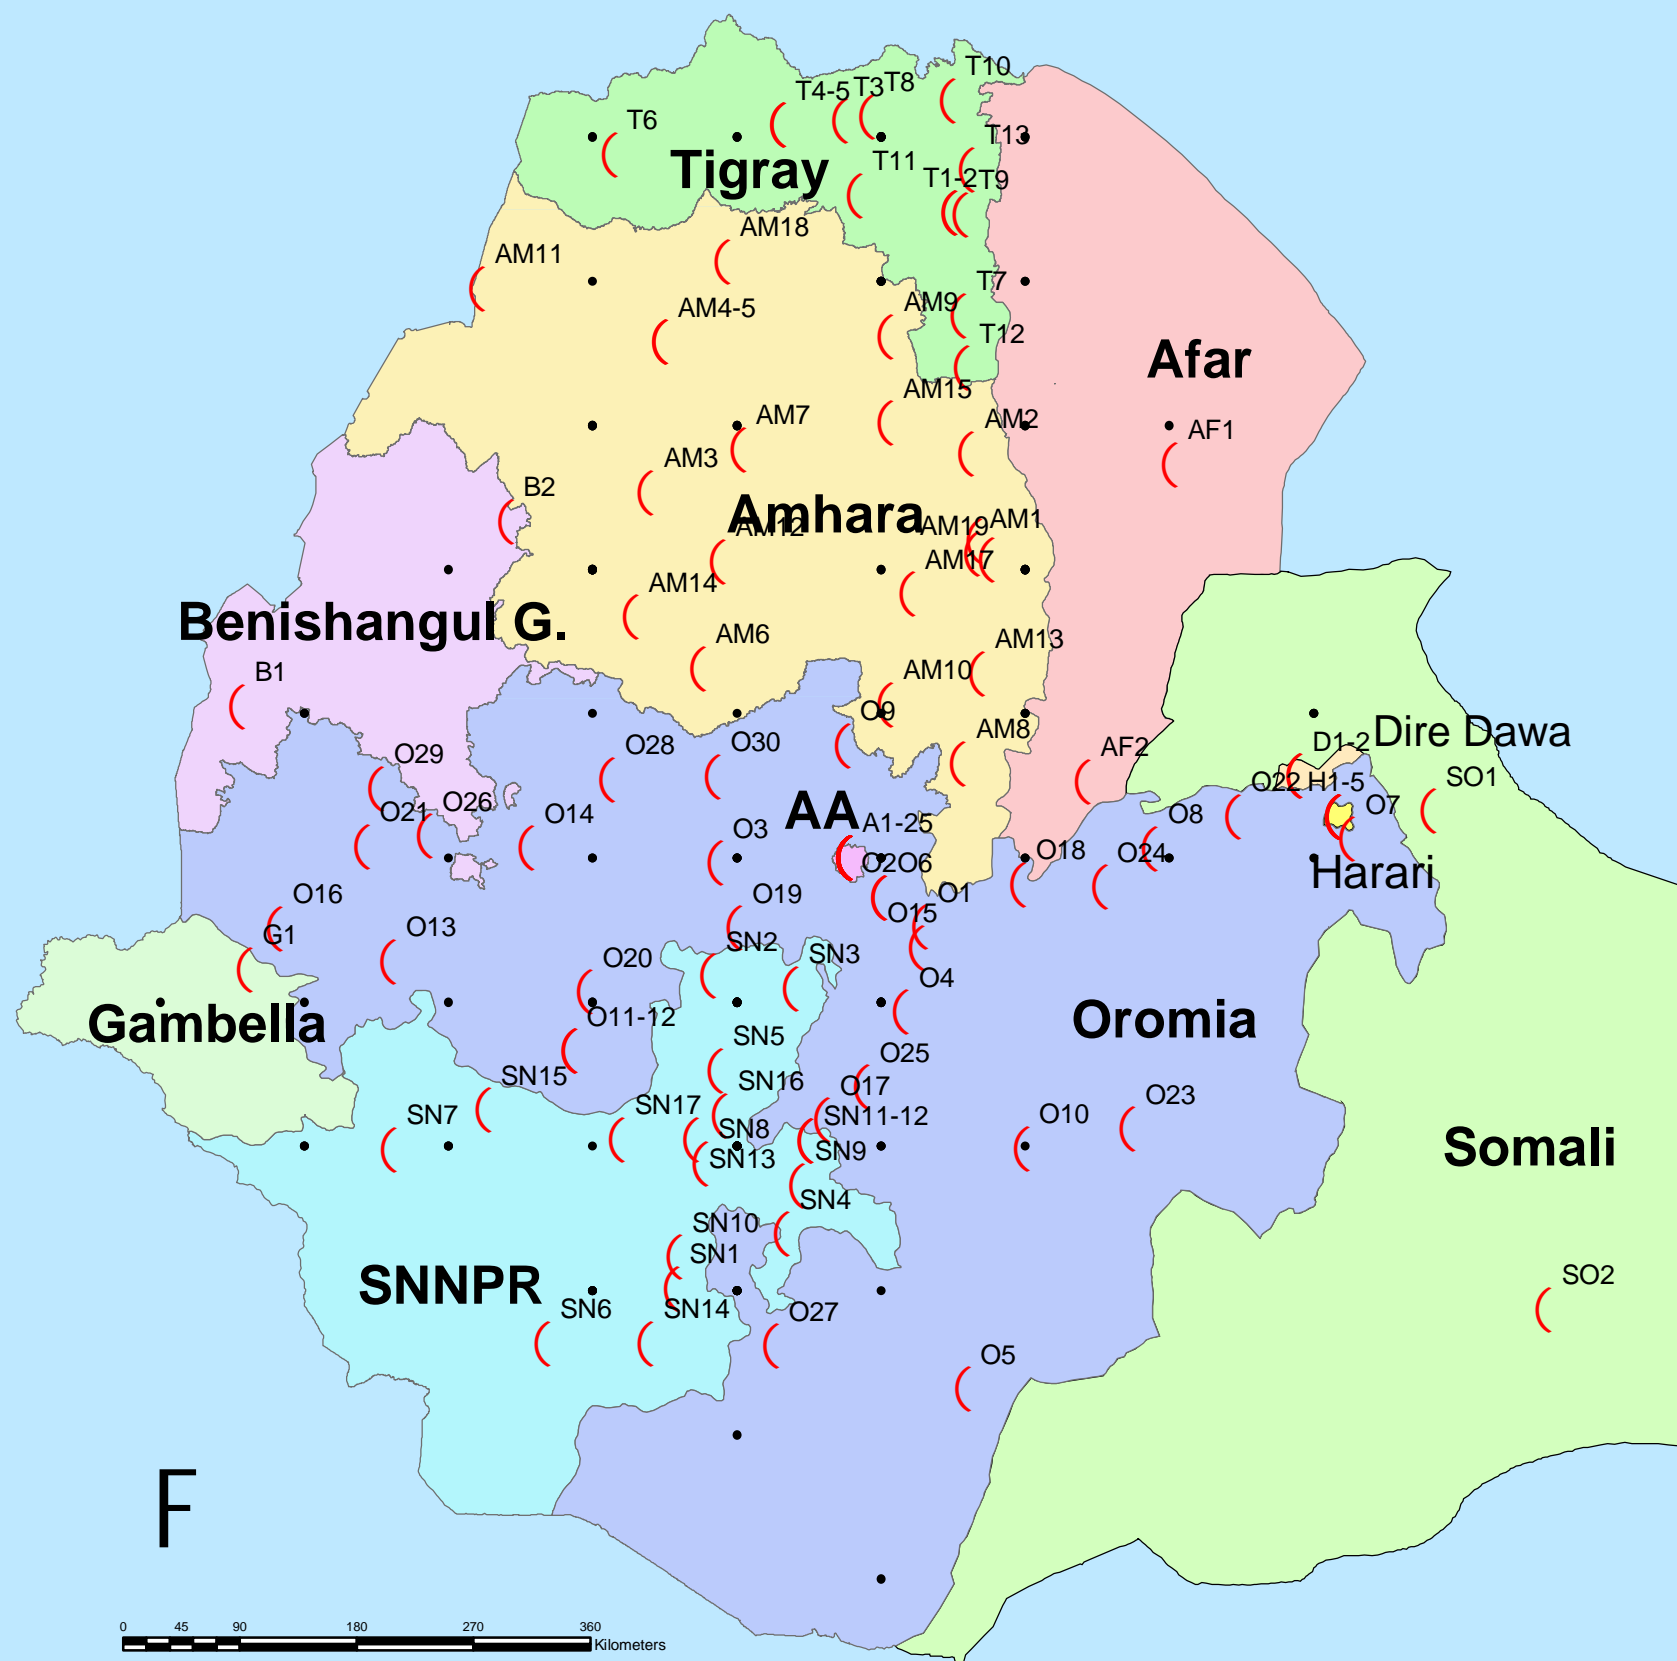 T10
T4-5 T3 T8
T6
T13
Tigray
T11
T1-2 T9
AM18
AM11
T7
AM4-5
AM9
T12
Afar
AM15
AM7
AM2
AF1
AM3
B2
Amhara
AM12
AM19 AM1
AM17
AM14
Benishangul G.
AM6
AM13
B1
AM10
O9
AM8
O28
O30
AF2
D1-2 Dire Dawa
O29
O22 H1-5
SO1
O21
O26
O14
AA
O7
O8
O3
A1-25
O18
O24
O2 O6
Harari
O16
O19
O15
O1
G1
O13
SN2
SN3
O20
O4
Gambella
O11-12
Oromia
SN5
O25
SN15
SN16
O17
SN7
SN17
SN11-12
O23
O10
SN8
SN9
Somali
SN13
SN4
SN10
SN1
SNNPR
SN6
SN14
O27
SO2
O5
F
0 45 90 180 270 360
Kilometers